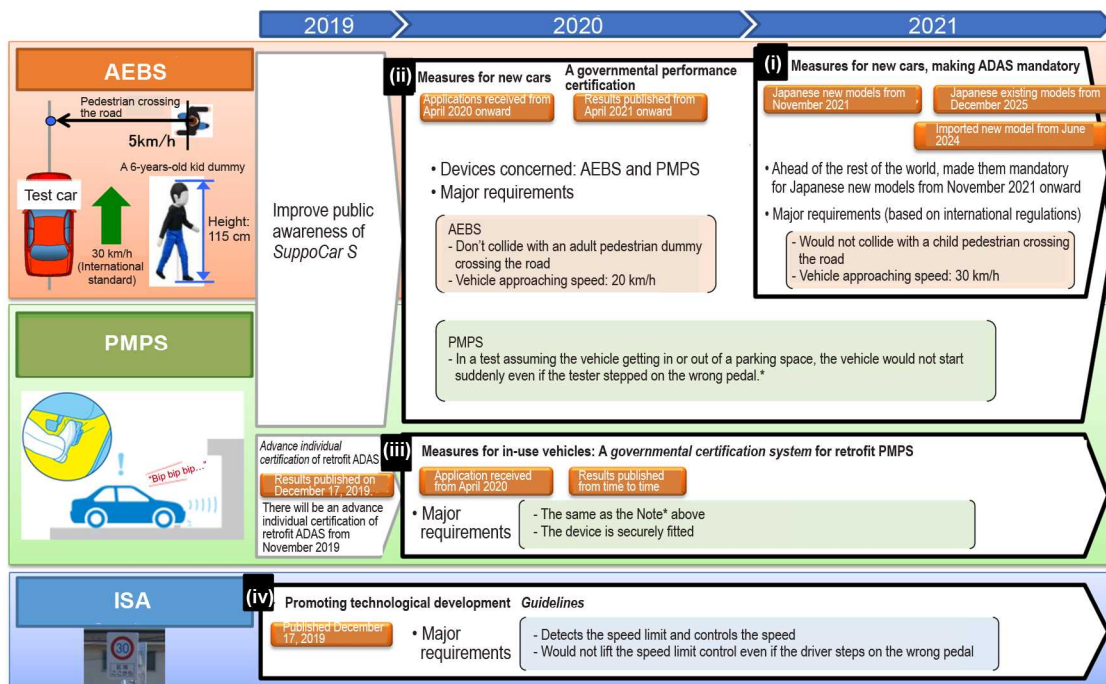 2019
2020
2021
AEBS
Pedestrian crossing
the road
5km/h
A 6-years-old kid dummy
Test car
30 km/h
(International
standard)
Height:
115 cm
Improve public
awareness of
SuppoCar S
(ii)
Measures for new cars
A governmental performance
certification
Applications received from
April 2020 onward
Results published from
April 2021 onward
• Devices concerned: AEBS and PMPS
• Major requirements
AEBS
- Don't collide with an adult pedestrian dummy
crossing the road
- Vehicle approaching speed: 20 km/h
(i)
Measures for new cars, making ADAS mandatory
Japanese new models from
November 2021
Japanese existing models from
December 2025
Imported new model from June
2024
• Ahead of the rest of the world, made them mandatory
for Japanese new models from November 2021 onward
• Major requirements (based on international regulations)
- Would not collide with a child pedestrian crossing
the road
- Vehicle approaching speed: 30 km/h
PMPS
"Bip bip bip..."
PMPS
- In a test assuming the vehicle getting in or out of a parking space, the vehicle would not start
suddenly even if the tester stepped on the wrong pedal.*
Advance individual
certification of retrofit ADAS
Results published on
December 17, 2019.
There will be an advance
individual certification of
retrofit ADAS from
November 2019
(iii)
Measures for in-use vehicles: A governmental certification system for retrofit PMPS
Application received
from April 2020
Results published
from time to time
• Major
requirements
- The same as the Note* above
- The device is securely fitted
ISA
30
(iv)
Promoting technological development
Guidelines
Published December
17, 2019
• Major
requirements
- Detects the speed limit and controls the speed
- Would not lift the speed limit control even if the driver steps on the wrong pedal